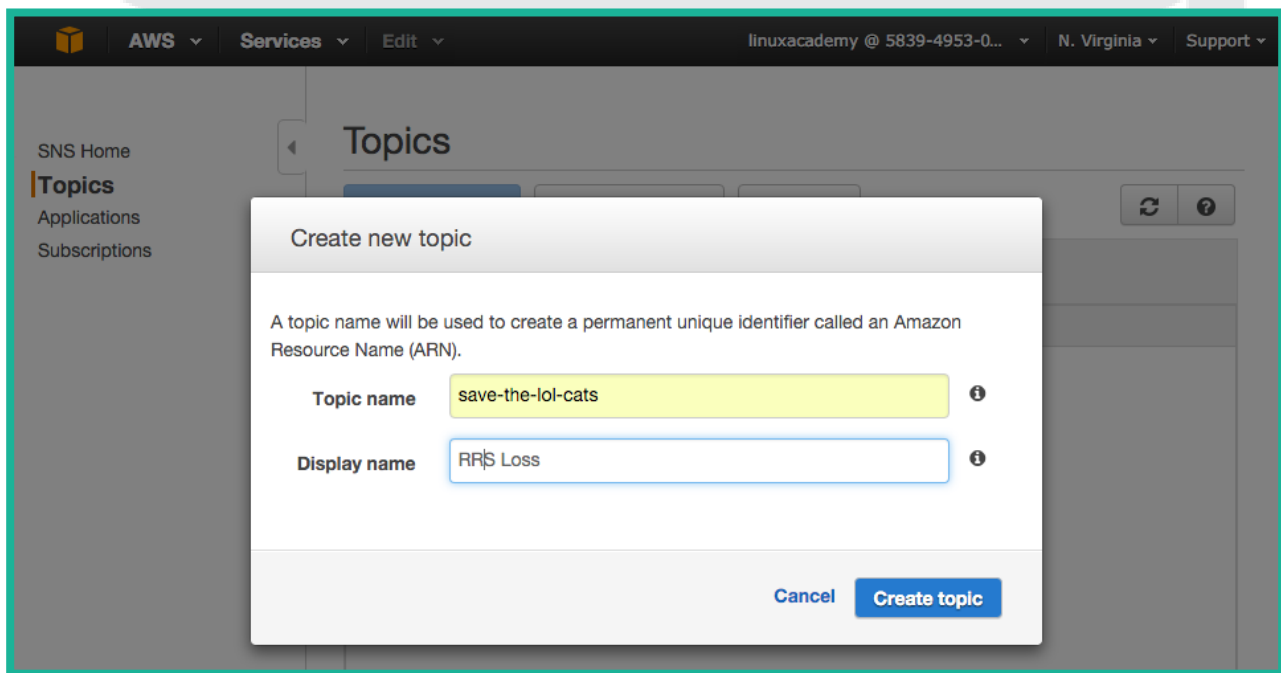 AWS Services Edit linuxacademy @ 5839-4953-0... N. Virginia Support
SNS Home
Topics
Applications
Subscriptions
Topics
Create new topic
A topic name will be used to create a permanent unique identifier called an Amazon
Resource Name (ARN).
Topic name save-the-lol-cats
Display name RRS Loss
Cancel Create topic